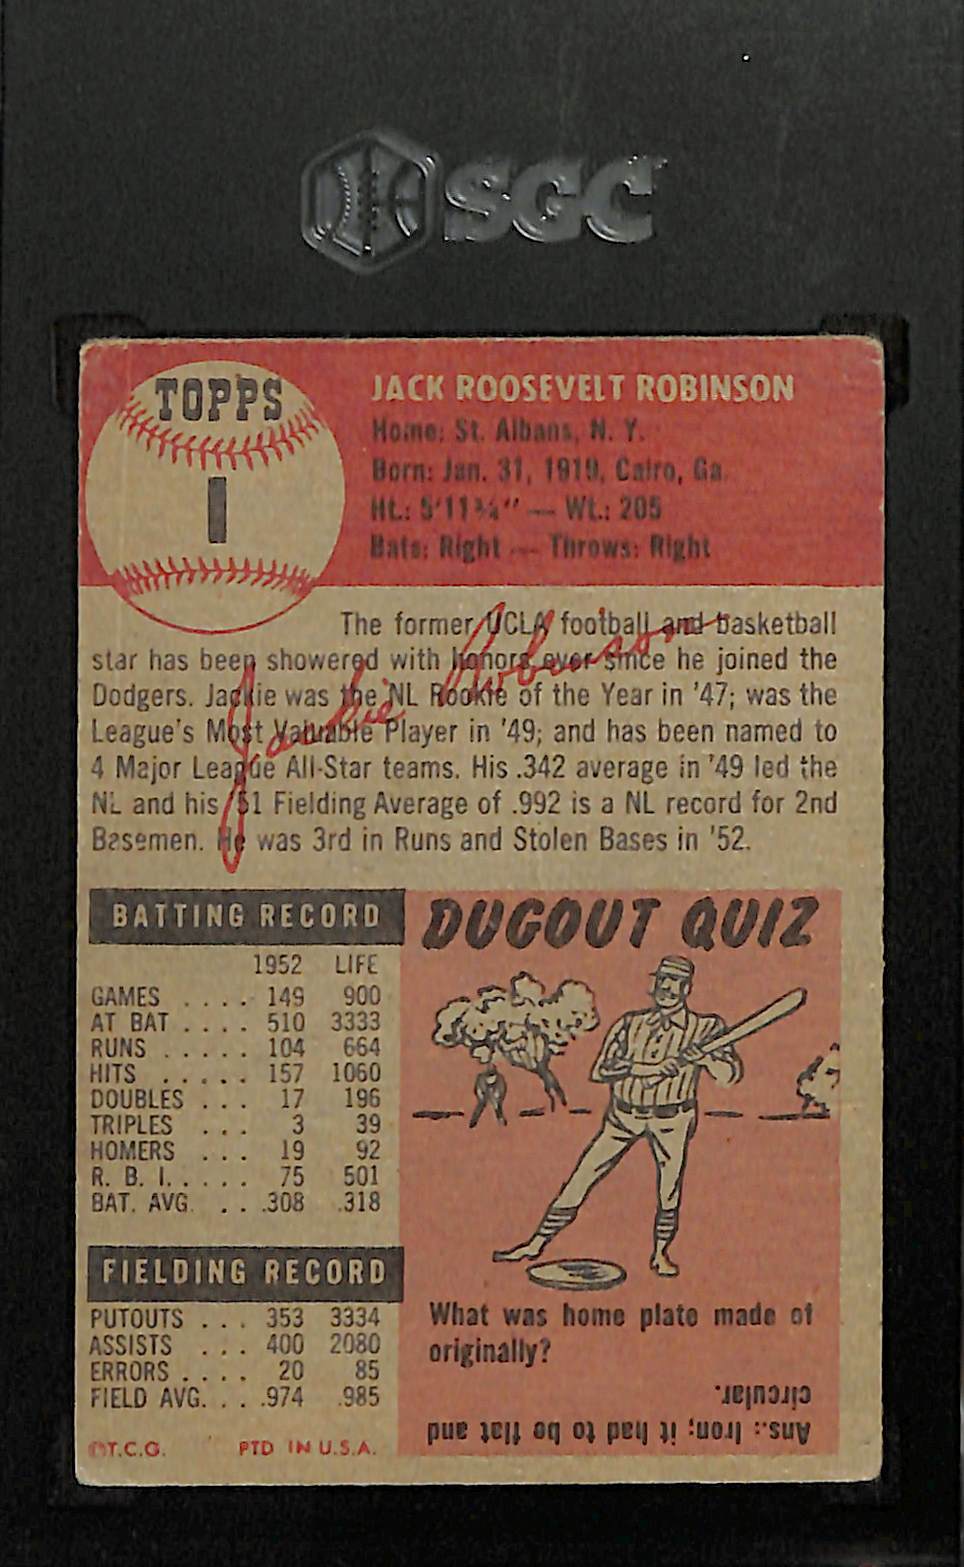 SGC
TOPPS
1
JACK ROOSEVELT ROBINSON
Home: St. Albans, N. Y.
Born: Jan. 31, 1919, Cairo, Ga.
Ht.: 5'11¾" — Wt.: 205
Bats: Right — Throws: Right
The former UCLA football and basketball
star has been showered with honors ever since he joined the
Dodgers. Jackie was the NL Rookie of the Year in '47; was the
League's Most Valuable Player in '49; and has been named to
4 Major League All-Star teams. His .342 average in '49 led the
NL and his '51 Fielding Average of .992 is a NL record for 2nd
Basemen. He was 3rd in Runs and Stolen Bases in '52.
Jackie Robinson
BATTING RECORD
1952 LIFE
GAMES .... 149 900
AT BAT .... 510 3333
RUNS ..... 104 664
HITS ..... 157 1060
DOUBLES ... 17 196
TRIPLES ... 3 39
HOMERS ... 19 92
R. B. I. .... 75 501
BAT. AVG. .. .308 .318
FIELDING RECORD
PUTOUTS ... 353 3334
ASSISTS ... 400 2080
ERRORS .... 20 85
FIELD AVG. .. .974 .985
©T.C.G. PTD IN U.S.A.
DUGOUT QUIZ
What was home plate made of
originally?
Ans.: Iron; it had to be flat and
circular.